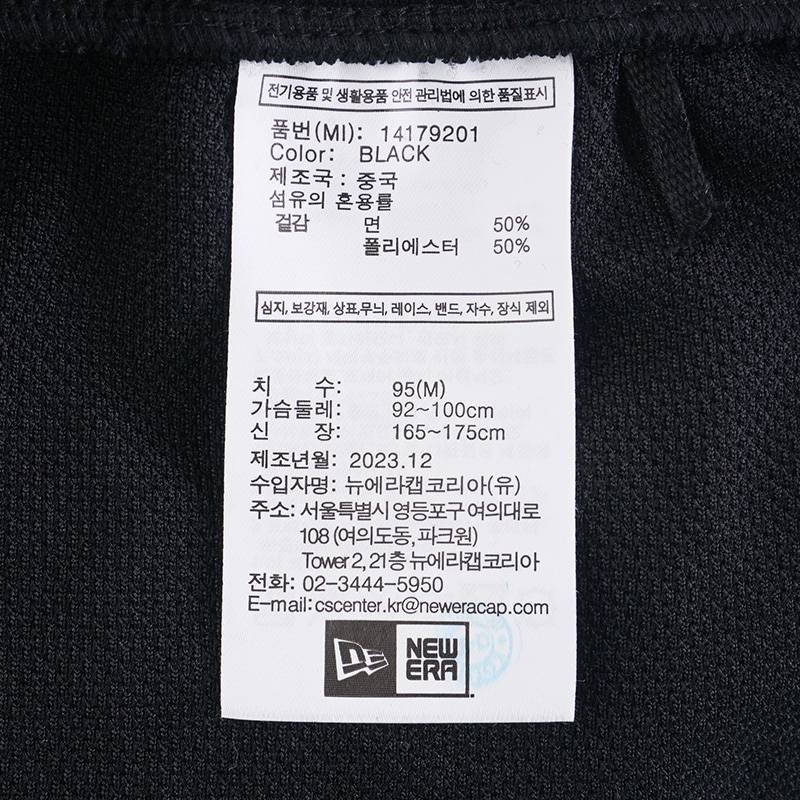 전기용품 및 생활용품 안전 관리법에 의한 품질표시
품번(MI): 14179201
Color: BLACK
제조국 : 중국
섬유의 혼용률
겉감 면 50%
폴리에스터 50%
심지, 보강재, 상표,무늬, 레이스, 밴드, 자수, 장식 제외
치 수: 95(M)
가슴둘레: 92~100cm
신 장: 165~175cm
제조년월: 2023.12
수입자명: 뉴에라캡코리아(유)
주소: 서울특별시 영등포구 여의대로
108 (여의도동, 파크원)
Tower 2, 21층 뉴에라캡코리아
전화: 02-3444-5950
E-mail:cscenter.kr@neweracap.com
NE NEW
ERA